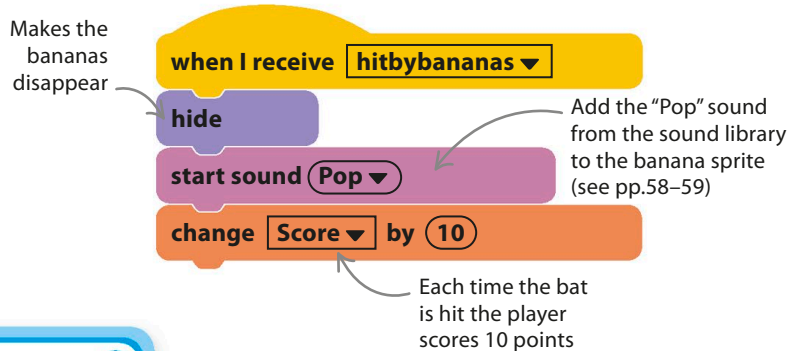 Makes the
bananas
disappear
when I receive hitbybananas
hide
start sound Pop
change Score by 10
Add the “Pop” sound
from the sound library
to the banana sprite
(see pp.58–59)
Each time the bat
is hit the player
scores 10 points